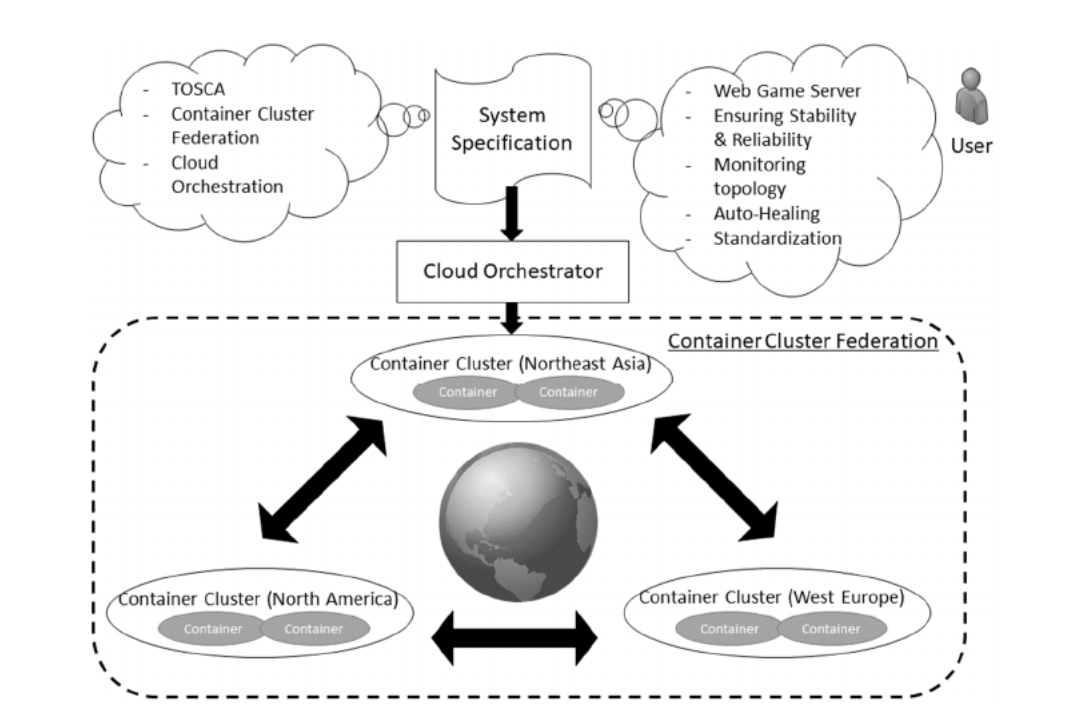 - TOSCA
- Container Cluster
Federation
- Cloud
Orchestration
System
Specification
- Web Game Server
- Ensuring Stability
& Reliability
- Monitoring
topology
- Auto-Healing
- Standardization
User
Cloud Orchestrator
Container Cluster Federation
Container Cluster (Northeast Asia)
Container Container
Container Cluster (North America)
Container Container
Container Cluster (West Europe)
Container Container